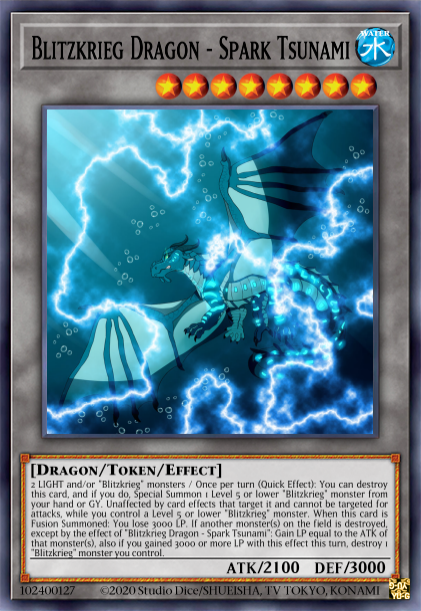 Blitzkrieg Dragon - Spark Tsunami
WATER
水
[Dragon/Token/Effect]
2 LIGHT and/or "Blitzkrieg" monsters / Once per turn (Quick Effect): You can destroy
this card, and if you do, Special Summon 1 Level 5 or lower "Blitzkrieg" monster from
your hand or GY. Unaffected by card effects that target it and cannot be targeted for
attacks, while you control a Level 5 or lower "Blitzkrieg" monster. When this card is
Fusion Summoned: You lose 3000 LP. If another monster(s) on the field is destroyed,
except by the effect of "Blitzkrieg Dragon - Spark Tsunami": Gain LP equal to the ATK of
that monster(s), also if you gained 3000 or more LP with this effect this turn, destroy 1
"Blitzkrieg" monster you control.
ATK/2100 DEF/3000
102400127 ©2020 Studio Dice/SHUEISHA, TV TOKYO, KONAMI